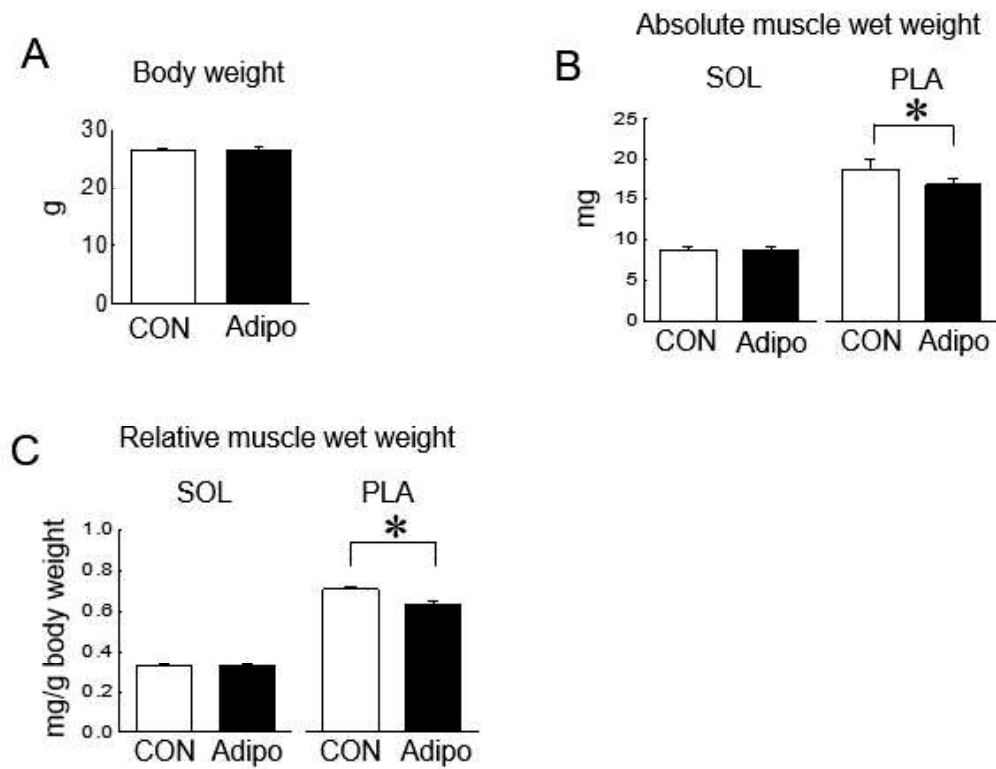 A
Body weight
30
20
10
0
g
CON Adipo
Absolute muscle wet weight
B
SOL PLA
*
25
20
15
10
5
0
mg
CON Adipo CON Adipo
Relative muscle wet weight
C
SOL PLA
*
1.0
0.8
0.6
0.4
0.2
0.0
mg/g body weight
CON Adipo CON Adipo